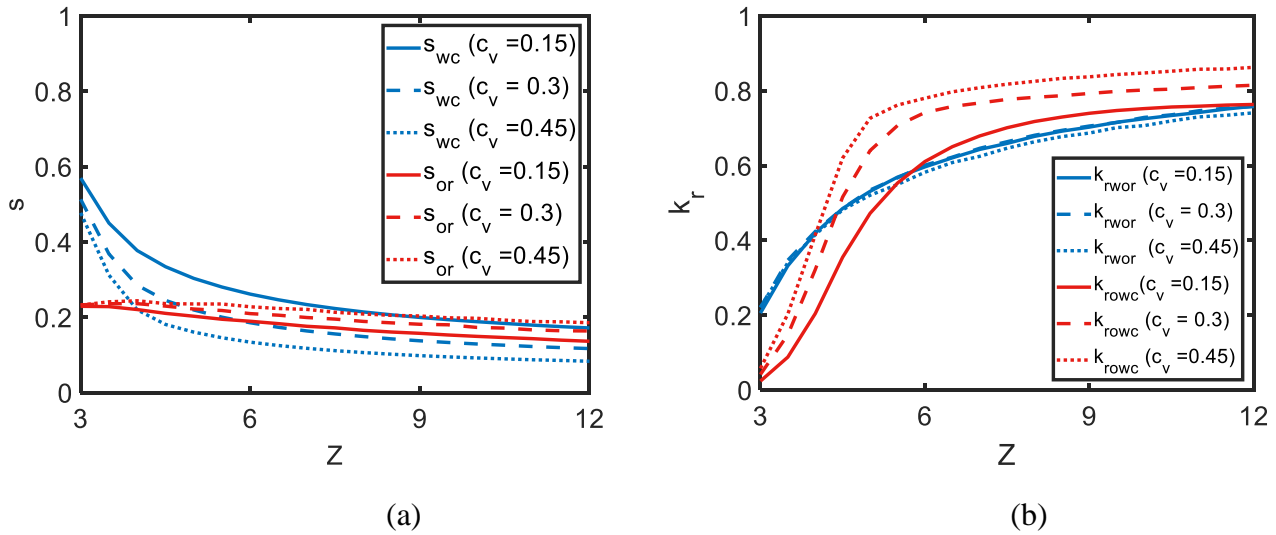 1
0.8
0.6
0.4
0.2
0
s
3
6
9
12
Z
s_wc (c_v =0.15)
s_wc (c_v = 0.3)
s_wc (c_v =0.45)
s_or (c_v =0.15)
s_or (c_v = 0.3)
s_or (c_v =0.45)
(a)
1
0.8
0.6
0.4
0.2
0
k_r
3
6
9
12
Z
k_rwor (c_v =0.15)
k_rwor (c_v = 0.3)
k_rwor (c_v =0.45)
k_rowc (c_v =0.15)
k_rowc (c_v = 0.3)
k_rowc (c_v =0.45)
(b)